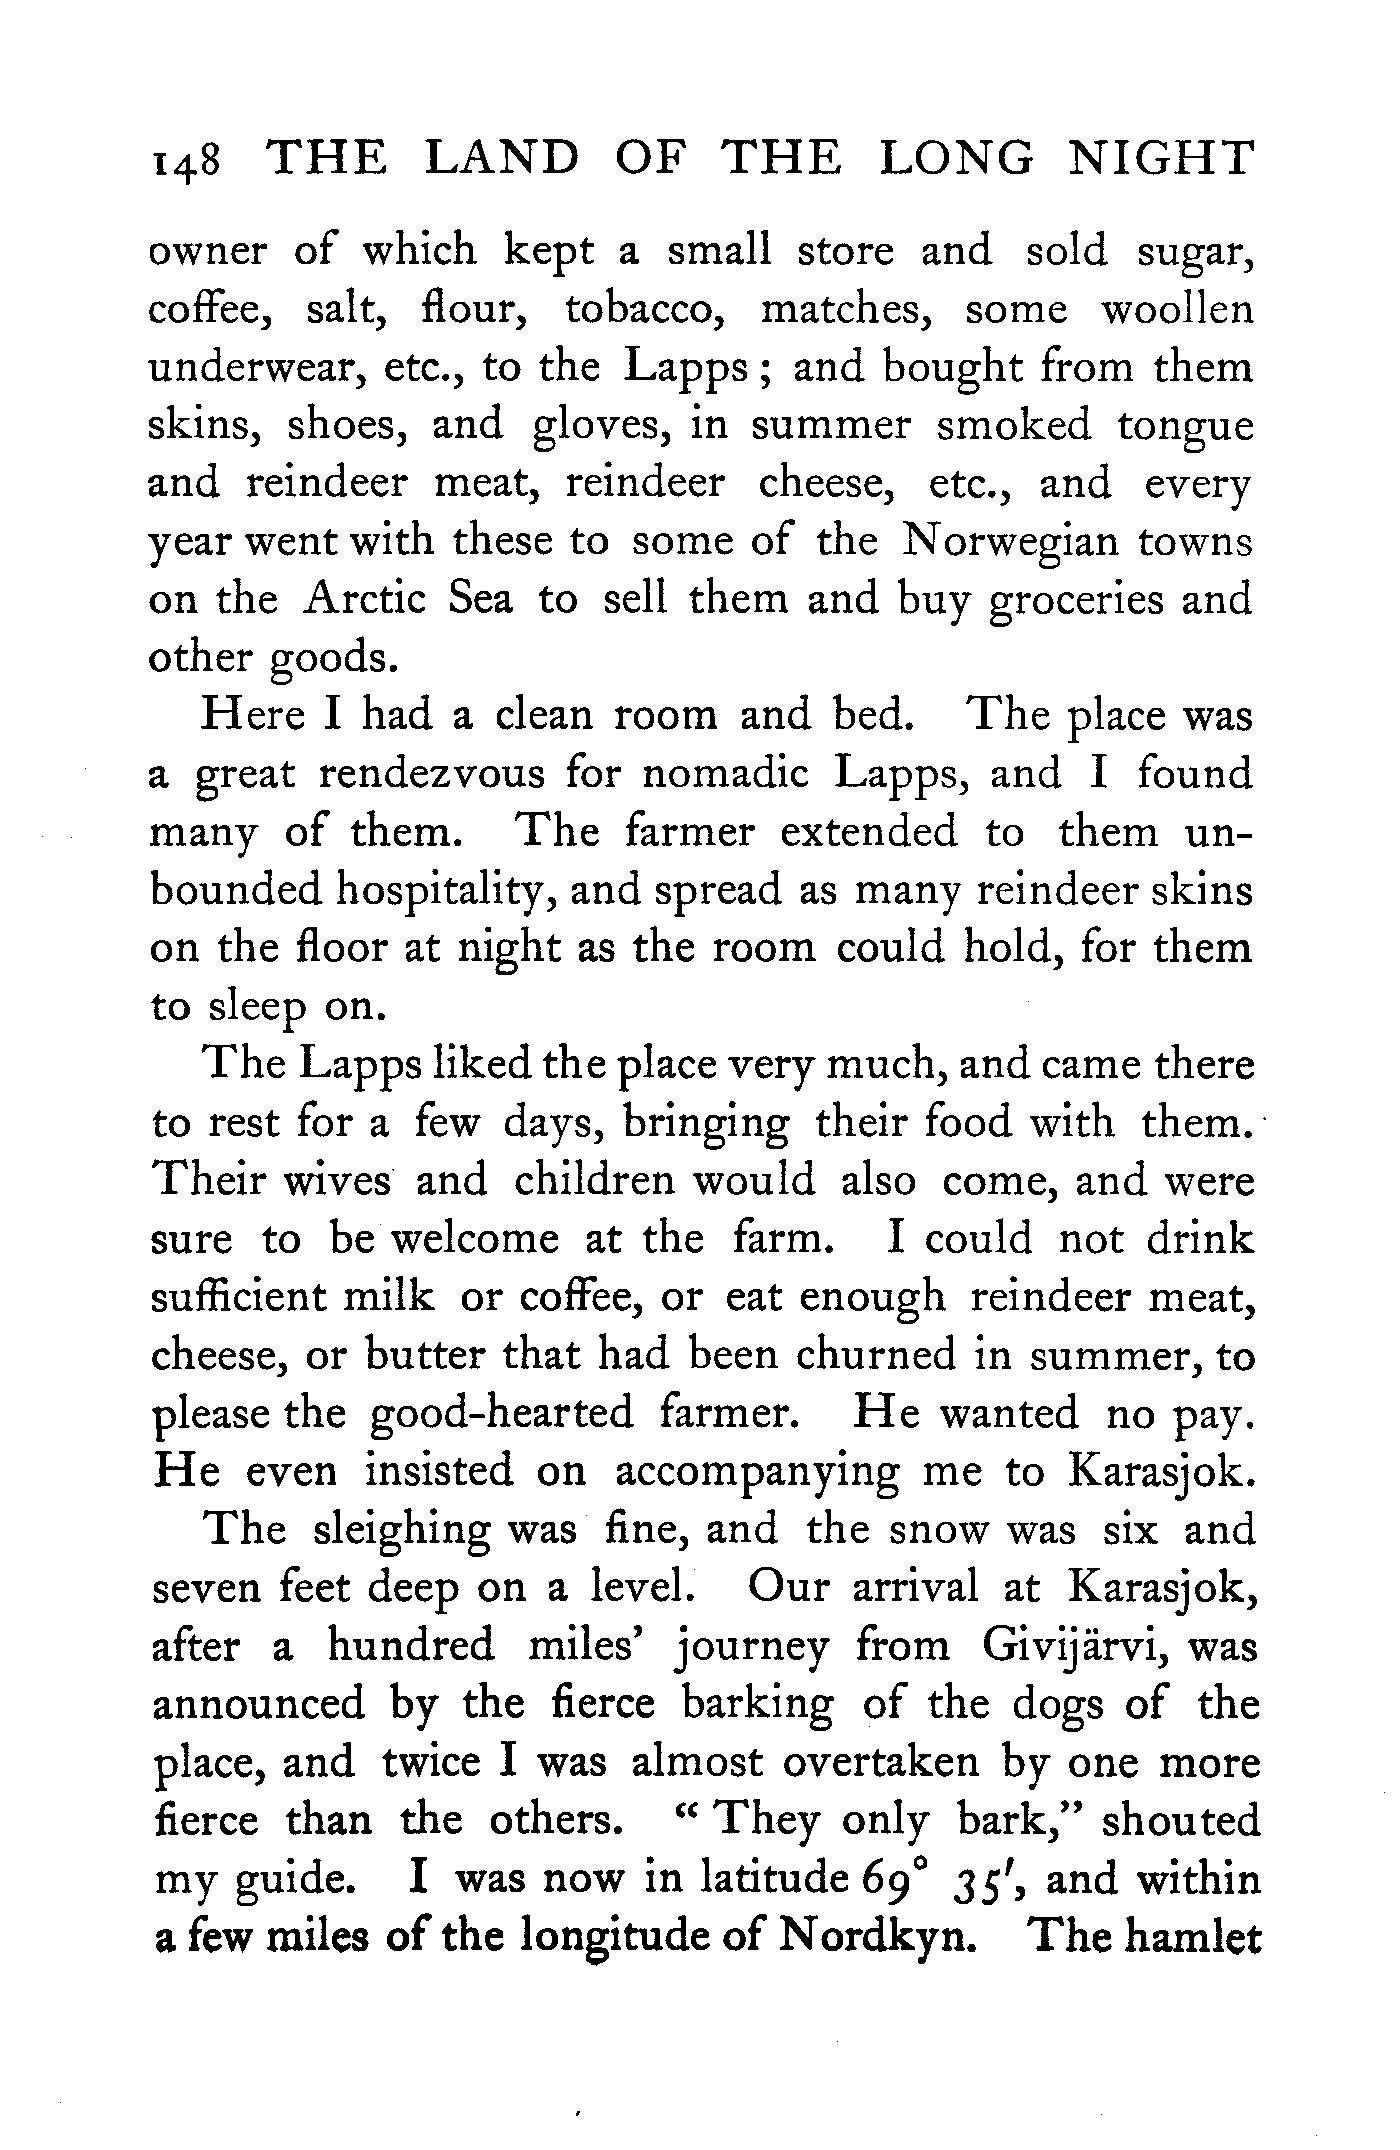 148 THE LAND OF THE LONG NIGHT
owner of which kept a small store and sold sugar,
coffee, salt, flour, tobacco, matches, some woollen
underwear, etc., to the Lapps ; and bought from them
skins, shoes, and gloves, in summer smoked tongue
and reindeer meat, reindeer cheese, etc., and every
year went with these to some of the Norwegian towns
on the Arctic Sea to sell them and buy groceries and
other goods.
Here I had a clean room and bed. The place was
a great rendezvous for nomadic Lapps, and I found
many of them. The farmer extended to them un-
bounded hospitality, and spread as many reindeer skins
on the floor at night as the room could hold, for them
to sleep on.
The Lapps liked the place very much, and came there
to rest for a few days, bringing their food with them.
Their wives and children would also come, and were
sure to be welcome at the farm. I could not drink
sufficient milk or coffee, or eat enough reindeer meat,
cheese, or butter that had been churned in summer, to
please the good-hearted farmer. He wanted no pay.
He even insisted on accompanying me to Karasjok.
The sleighing was fine, and the snow was six and
seven feet deep on a level. Our arrival at Karasjok,
after a hundred miles' journey from Givijärvi, was
announced by the fierce barking of the dogs of the
place, and twice I was almost overtaken by one more
fierce than the others. " They only bark," shouted
my guide. I was now in latitude 69° 35′, and within
a few miles of the longitude of Nordkyn. The hamlet